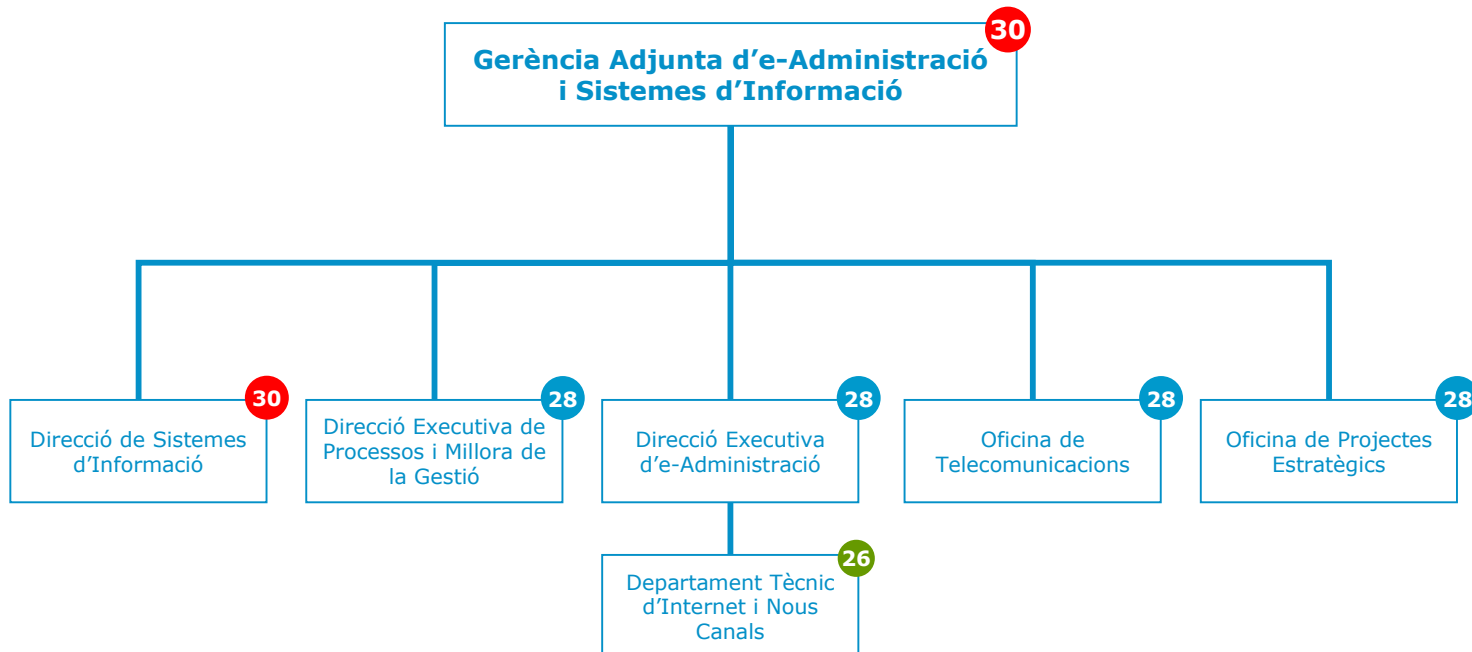 30
Gerència Adjunta d’e-Administració
i Sistemes d’Informació
30
Direcció de Sistemes
d’Informació
28
Direcció Executiva de
Processos i Millora de
la Gestió
28
Direcció Executiva
d’e-Administració
28
Oficina de
Telecomunicacions
28
Oficina de Projectes
Estratègics
26
Departament Tècnic
d’Internet i Nous
Canals